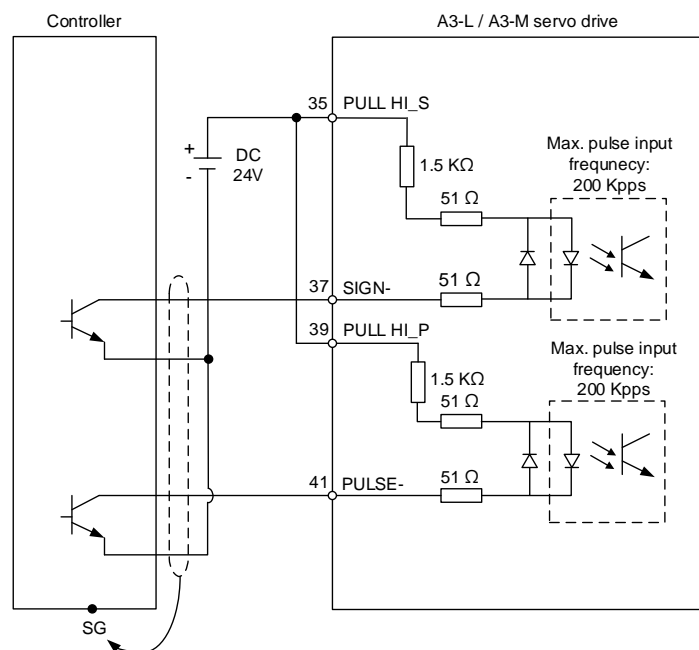 Controller
A3-L / A3-M servo drive
35
PULL HI_S
+
-
DC
24V
1.5 KΩ
51 Ω
Max. pulse input
frequnecy:
200 Kpps
37
SIGN-
51 Ω
39
PULL HI_P
1.5 KΩ
51 Ω
Max. pulse input
frequency:
200 Kpps
41
PULSE-
51 Ω
SG